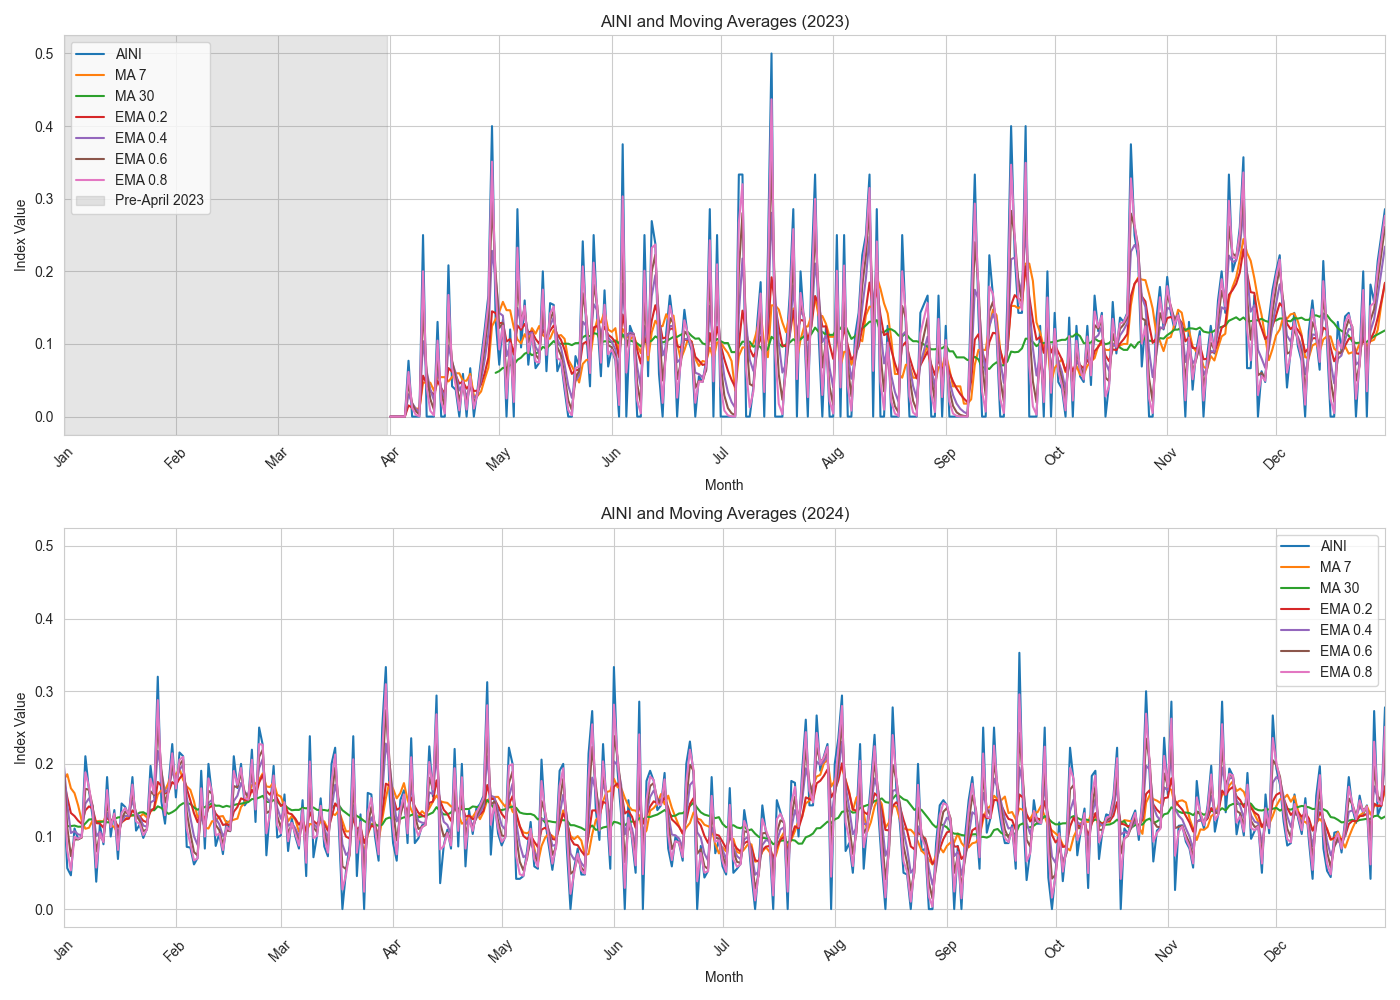 AINI and Moving Averages (2023)
0.5
0.4
0.3
0.2
0.1
0.0
Index Value
AINI
MA 7
MA 30
EMA 0.2
EMA 0.4
EMA 0.6
EMA 0.8
Pre-April 2023
Jan
Feb
Mar
Apr
May
Jun
Jul
Aug
Sep
Oct
Nov
Dec
Month
AINI and Moving Averages (2024)
0.5
0.4
0.3
0.2
0.1
0.0
Index Value
AINI
MA 7
MA 30
EMA 0.2
EMA 0.4
EMA 0.6
EMA 0.8
Jan
Feb
Mar
Apr
May
Jun
Jul
Aug
Sep
Oct
Nov
Dec
Month